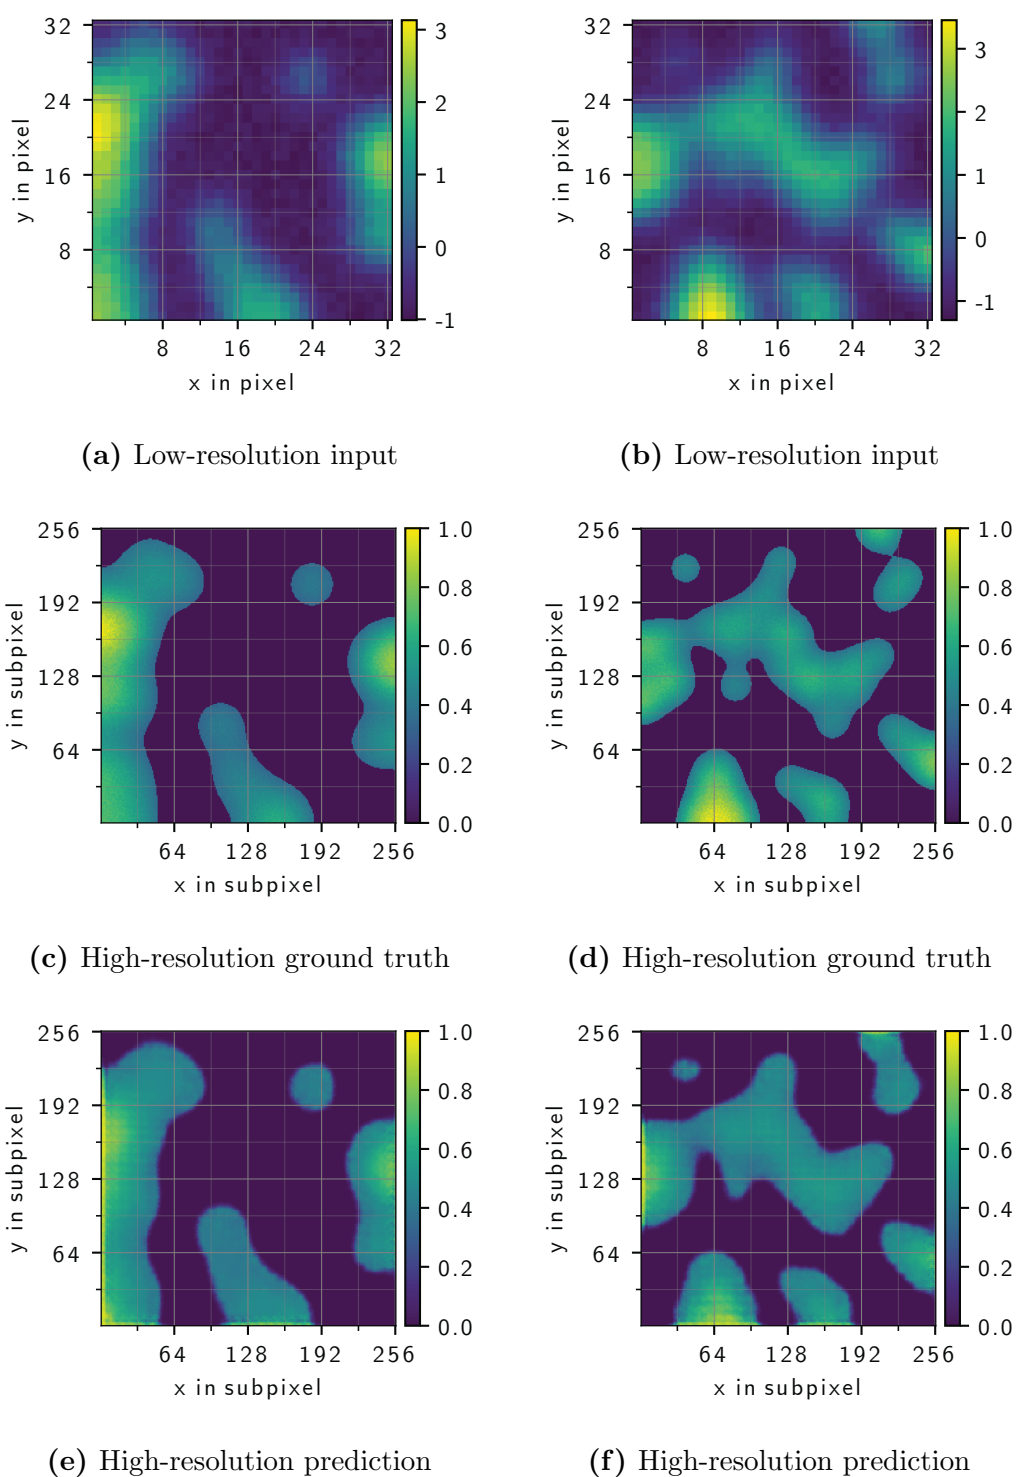 32
24
16
8
y in pixel
8 16 24 32
x in pixel
3
2
1
0
-1
32
24
16
8
y in pixel
8 16 24 32
x in pixel
3
2
1
0
-1
(a) Low-resolution input
(b) Low-resolution input
256
192
128
64
y in subpixel
64 128 192 256
x in subpixel
1.0
0.8
0.6
0.4
0.2
0.0
256
192
128
64
y in subpixel
64 128 192 256
x in subpixel
1.0
0.8
0.6
0.4
0.2
0.0
(c) High-resolution ground truth
(d) High-resolution ground truth
256
192
128
64
y in subpixel
64 128 192 256
x in subpixel
1.0
0.8
0.6
0.4
0.2
0.0
256
192
128
64
y in subpixel
64 128 192 256
x in subpixel
1.0
0.8
0.6
0.4
0.2
0.0
(e) High-resolution prediction
(f) High-resolution prediction